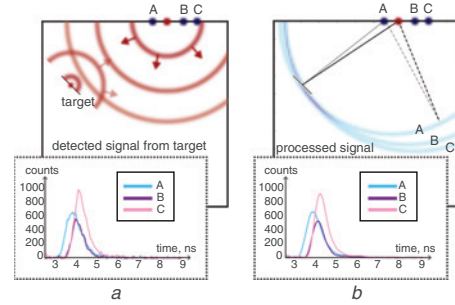 A B C
target
detected signal from target
counts
1000
800
600
400
200
0
A
B
C
time, ns
3 4 5 6 7 8 9
a
A B C
A
B
C
processed signal
counts
1000
800
600
400
200
0
A
B
C
time, ns
3 4 5 6 7 8 9
b